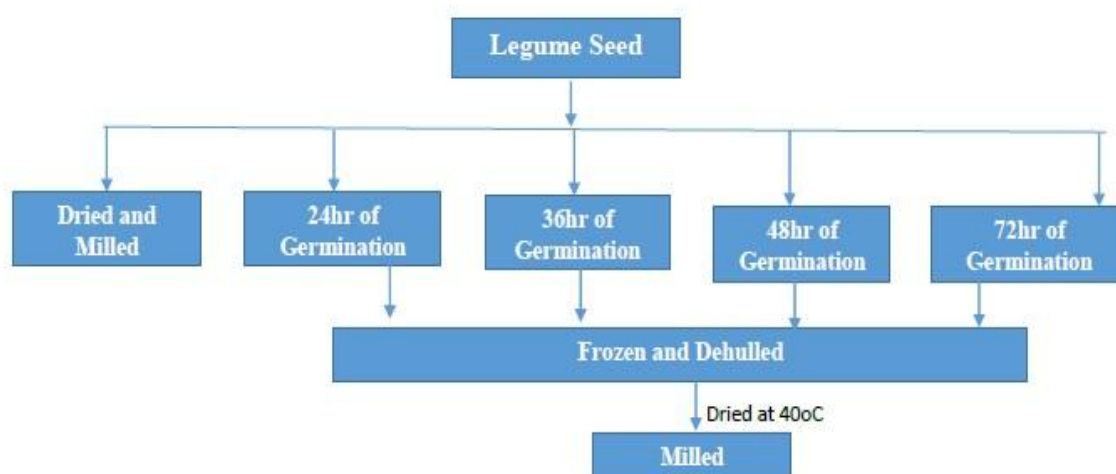 Legume Seed
Dried and
Milled
24hr of
Germination
36hr of
Germination
48hr of
Germination
72hr of
Germination
Frozen and Dehulled
Dried at 40oC
Milled